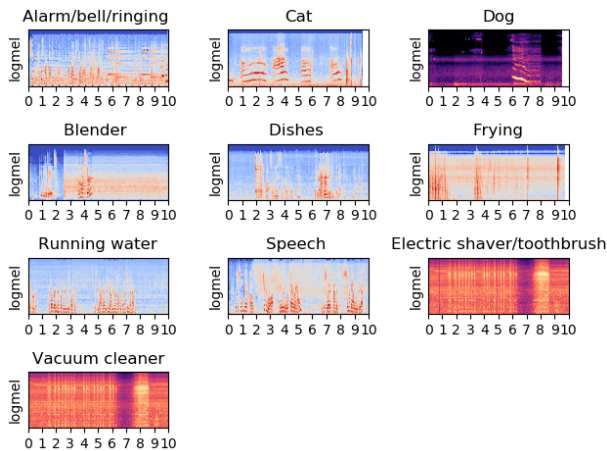 Alarm/bell/ringing
logmel
0 1 2 3 4 5 6 7 8 9 10
Cat
logmel
0 1 2 3 4 5 6 7 8 9 10
Dog
logmel
0 1 2 3 4 5 6 7 8 9 10
Blender
logmel
0 1 2 3 4 5 6 7 8 9 10
Dishes
logmel
0 1 2 3 4 5 6 7 8 9 10
Frying
logmel
0 1 2 3 4 5 6 7 8 9 10
Running water
logmel
0 1 2 3 4 5 6 7 8 9 10
Speech
logmel
0 1 2 3 4 5 6 7 8 9 10
Electric shaver/toothbrush
logmel
0 1 2 3 4 5 6 7 8 9 10
Vacuum cleaner
logmel
0 1 2 3 4 5 6 7 8 9 10